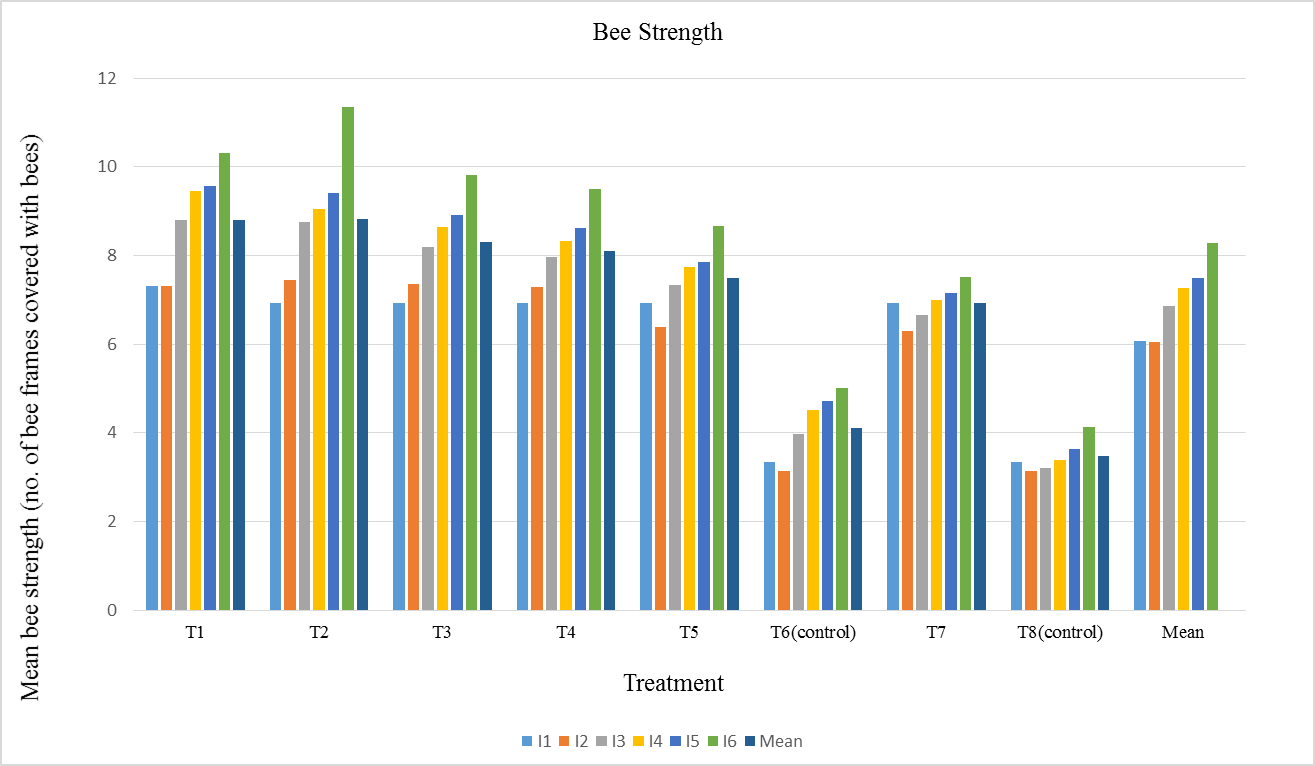 Bee Strength
Mean bee strength (no. of bee frames covered with bees)
12
10
8
6
4
2
0
T1 T2 T3 T4 T5 T6(control) T7 T8(control) Mean
Treatment
I1 I2 I3 I4 I5 I6 Mean